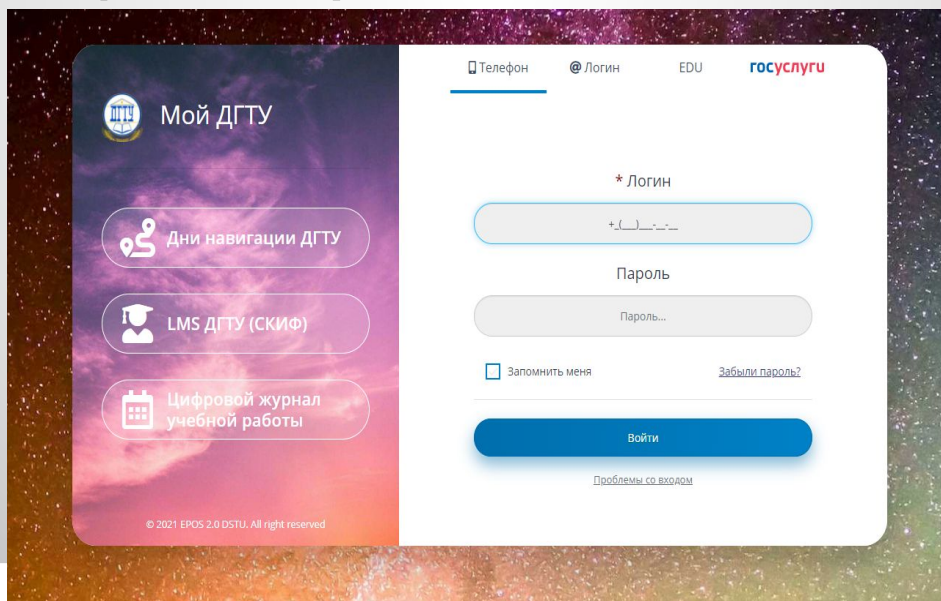 Мой ДГТУ
Дни навигации ДГТУ
LMS ДГТУ (СКИФ)
Цифровой журнал
учебной работы
© 2021 EPOS 2.0 DSTU. All right reserved
Телефон @ Логин EDU госуслуги
* Логин
+_(___)___-__-__
Пароль
Пароль...
Запомнить меня Забыли пароль?
Войти
Проблемы со входом